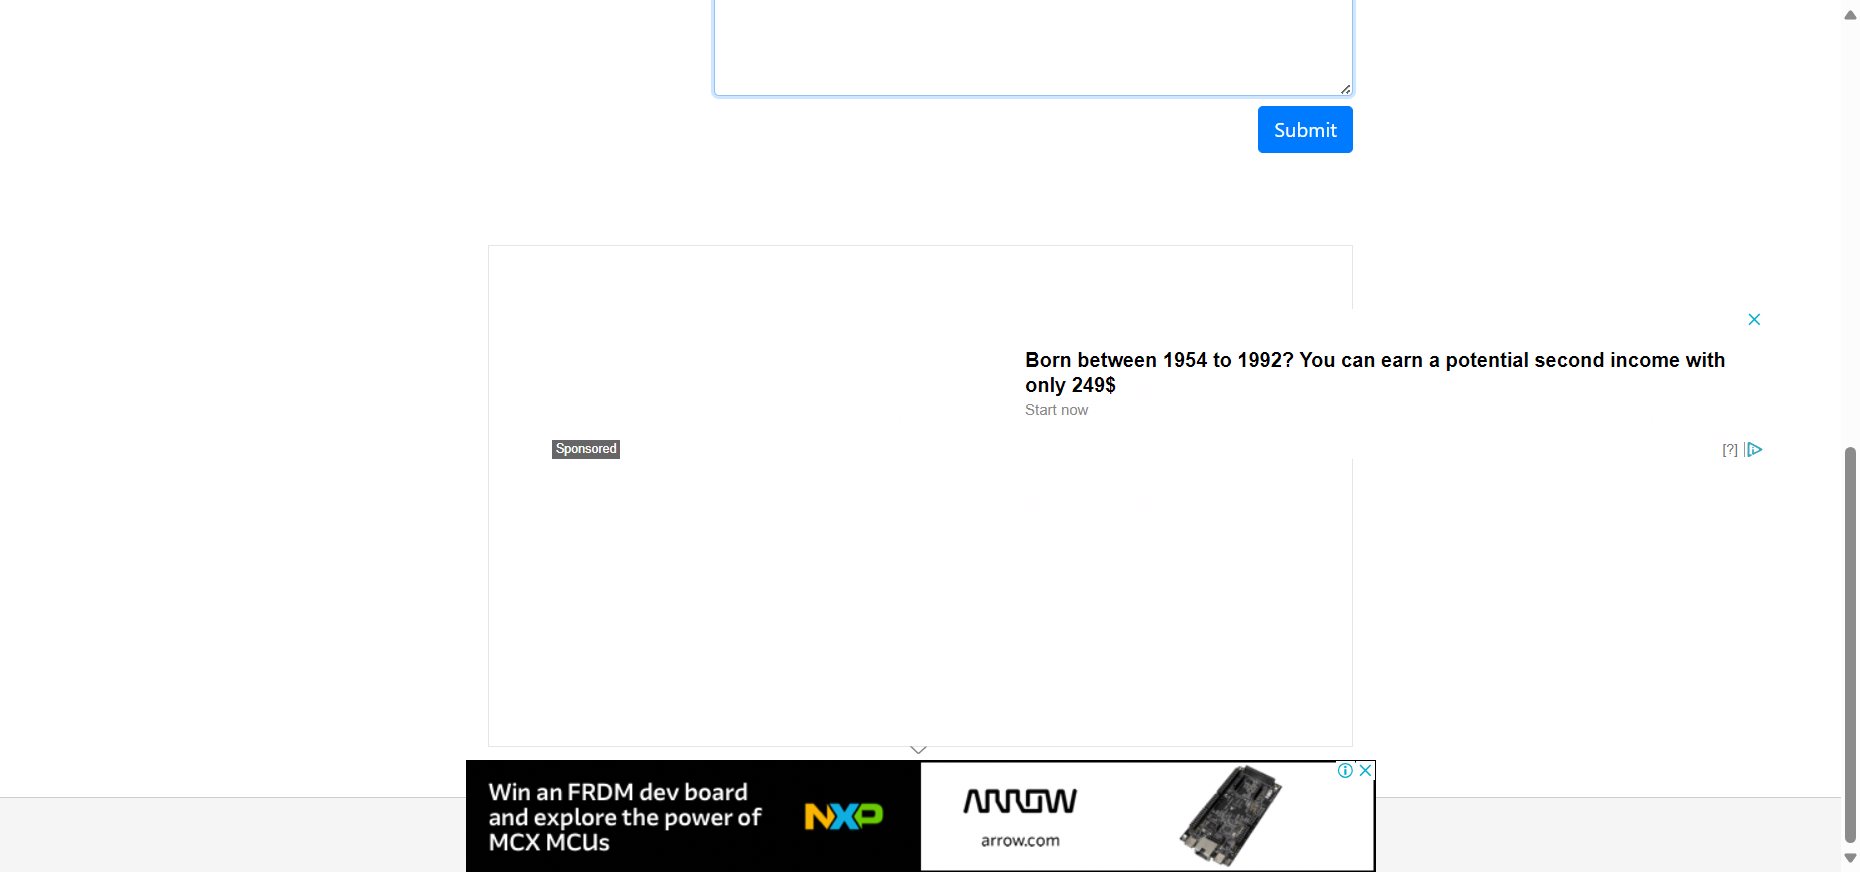 Submit
Born between 1954 to 1992? You can earn a potential second income with
only 249$
Start now
Sponsored
[?]
Win an FRDM dev board
and explore the power of
MCX MCUs
NXP
ARROW
arrow.com